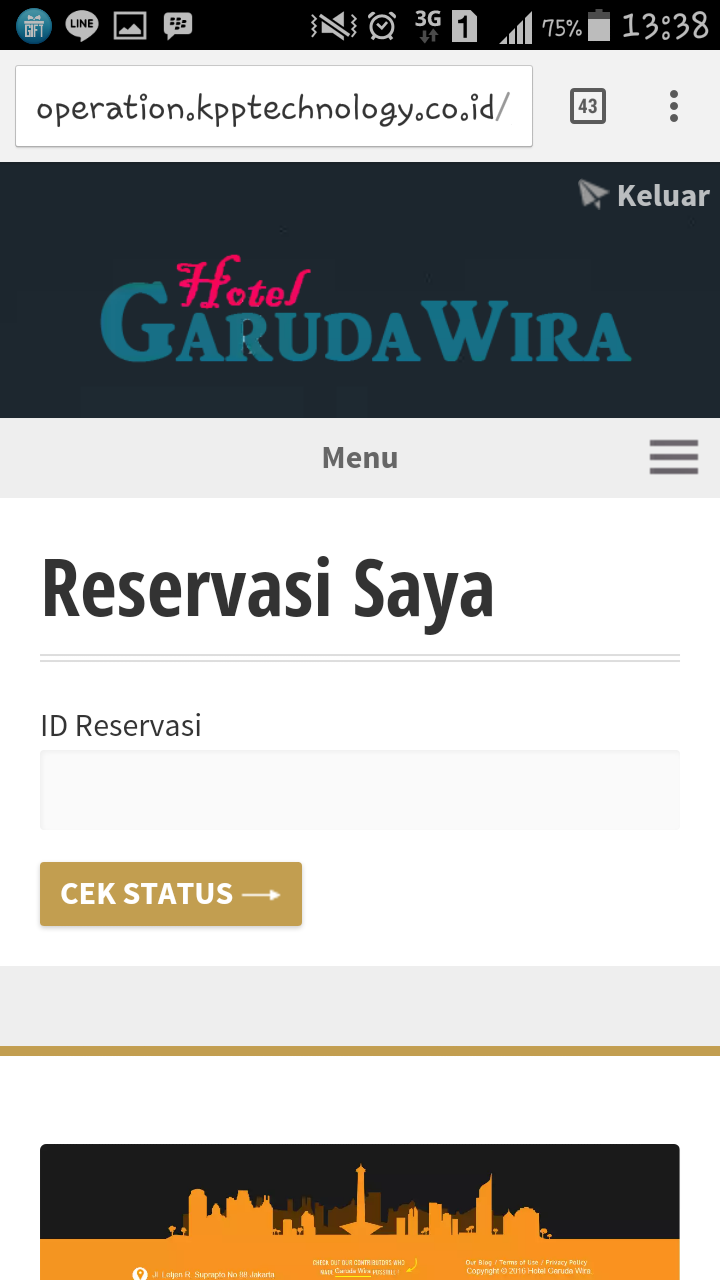 GIFT LINE 3G 1 75% 13:38
operation.kpptechnology.co.id/ 43
Keluar
Hotel
GARUDA WIRA
Menu
Reservasi Saya
ID Reservasi
CEK STATUS
CHECK OUT OUR CONTRIBUTORS WHO
MADE Garuda Wira POSSIBLE!
Jl. Letjen R. Suprapto No 98 Jakarta
Our Blog / Terms of Use / Privacy Policy
Copyright © 2016 Hotel Garuda Wira.